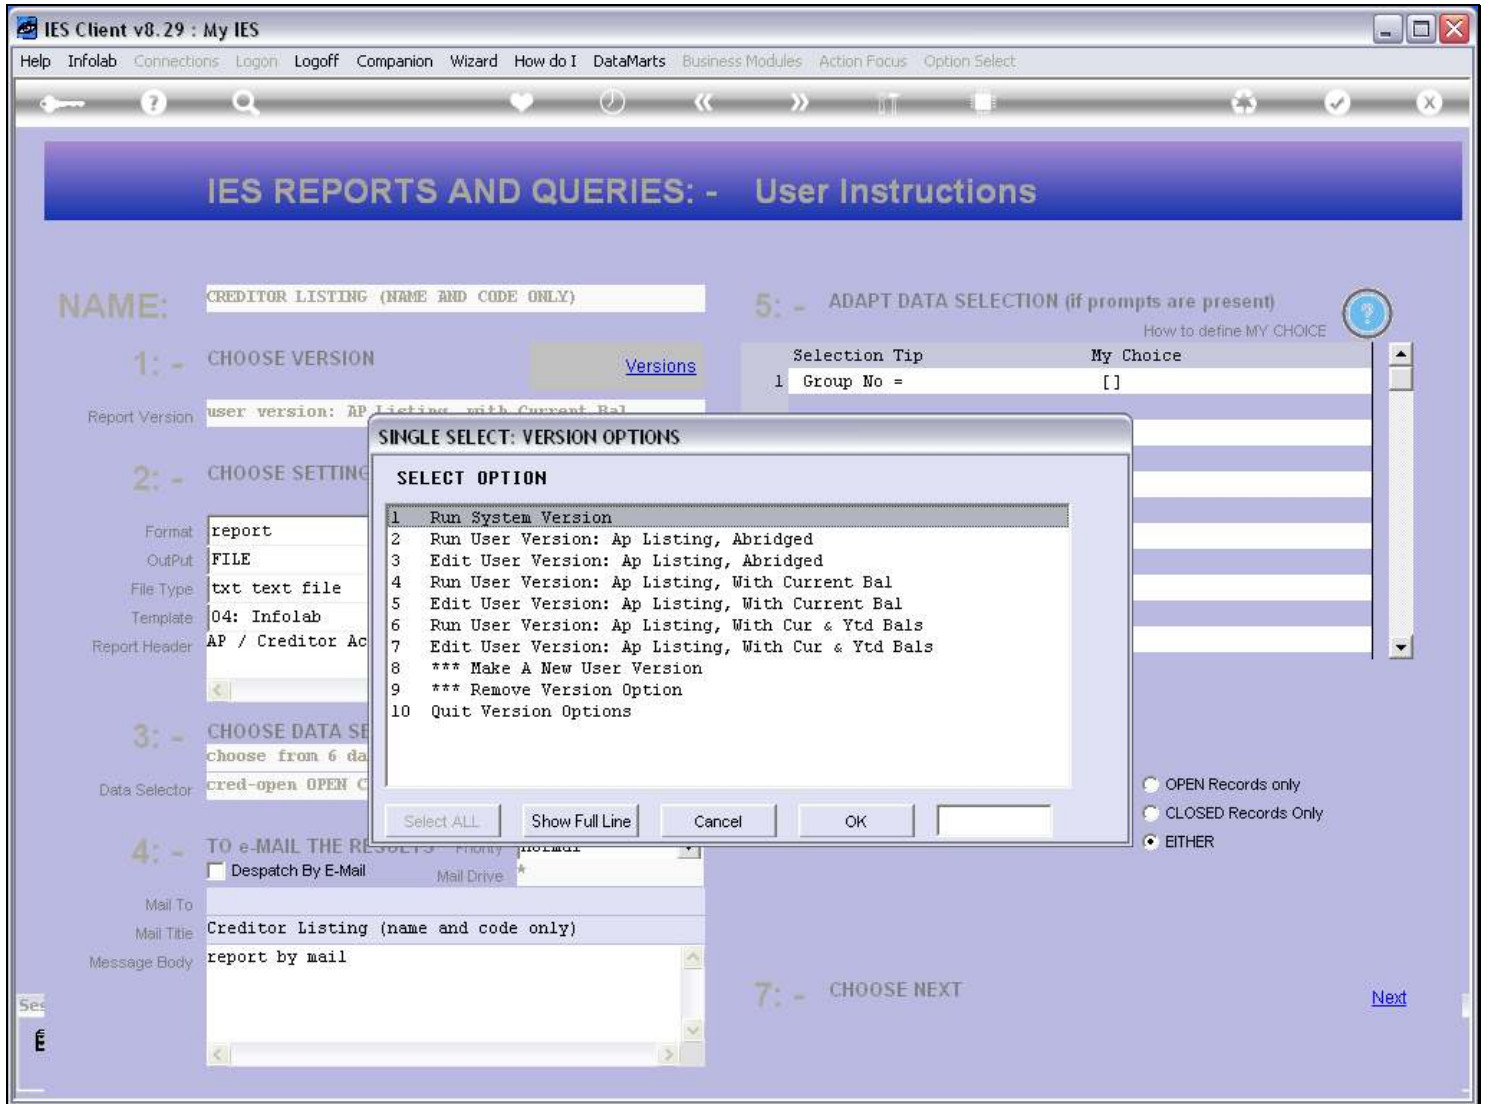 IES Client v8.29 : My IES
Help Infolab Connections Logon Logoff Companion Wizard How do I DataMarts Business Modules Action Focus Option Select
IES REPORTS AND QUERIES: - User Instructions
NAME: CREDITOR LISTING (NAME AND CODE ONLY)
1: - CHOOSE VERSION
Versions
Report Version user version: AP Listing, with Current Bal
2: - CHOOSE SETTING
Format report
OutPut FILE
File Type txt text file
Template 04: Infolab
Report Header AP / Creditor Ac
3: - CHOOSE DATA SE
choose from 6 da
Data Selector cred-open OPEN C
4: - TO e-MAIL THE RESULTS Priority normal
Despatch By E-Mail Mail Drive *
Mail To
Mail Title Creditor Listing (name and code only)
Message Body report by mail
5: - ADAPT DATA SELECTION (if prompts are present)
How to define MY CHOICE
?
Selection Tip My Choice
1 Group No = []
SINGLE SELECT: VERSION OPTIONS
SELECT OPTION
1 Run System Version
2 Run User Version: Ap Listing, Abridged
3 Edit User Version: Ap Listing, Abridged
4 Run User Version: Ap Listing, With Current Bal
5 Edit User Version: Ap Listing, With Current Bal
6 Run User Version: Ap Listing, With Cur & Ytd Bals
7 Edit User Version: Ap Listing, With Cur & Ytd Bals
8 *** Make A New User Version
9 *** Remove Version Option
10 Quit Version Options
Select ALL Show Full Line Cancel OK
OPEN Records only
CLOSED Records Only
EITHER
7: - CHOOSE NEXT
Next
Ses